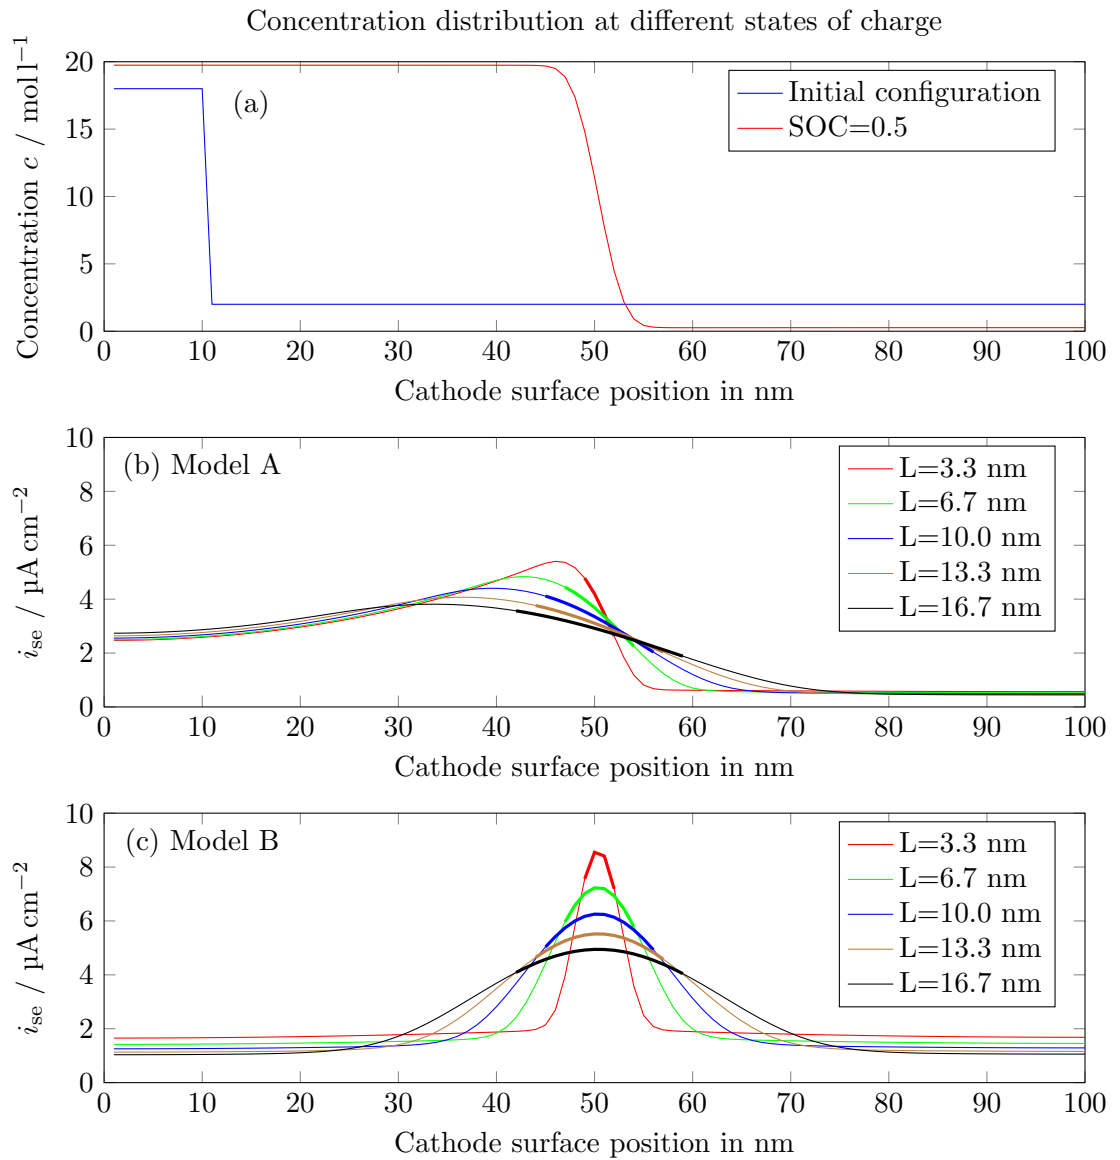 Concentration distribution at different states of charge
Concentration c / mol l⁻¹
20
15
10
5
0
(a)
Initial configuration
SOC=0.5
0 10 20 30 40 50 60 70 80 90 100
Cathode surface position in nm
i_se / µA cm⁻²
10
8
6
4
2
0
(b) Model A
L=3.3 nm
L=6.7 nm
L=10.0 nm
L=13.3 nm
L=16.7 nm
0 10 20 30 40 50 60 70 80 90 100
Cathode surface position in nm
i_se / µA cm⁻²
10
8
6
4
2
0
(c) Model B
L=3.3 nm
L=6.7 nm
L=10.0 nm
L=13.3 nm
L=16.7 nm
0 10 20 30 40 50 60 70 80 90 100
Cathode surface position in nm